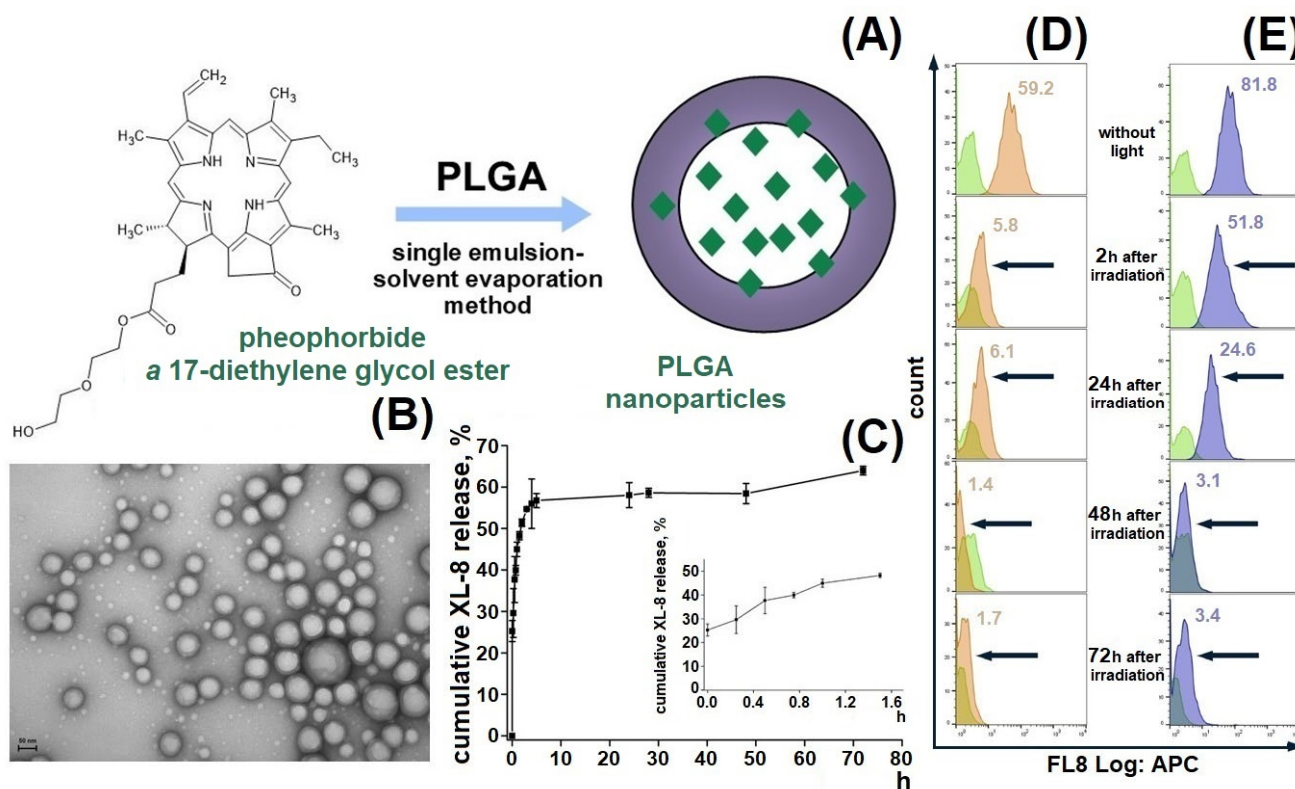 (A)
CH₂
CH₃
H₃C
NH
N
CH₃
N
HN
H₃C
CH₃
O
O
O
O
HO
PLGA
single emulsion-
solvent evaporation
method
pheophorbide
a 17-diethylene glycol ester
PLGA
nanoparticles
(B)
50 nm
(C)
cumulative XL-8 release, %
70
60
50
40
30
20
10
0
0 10 20 30 40 50 60 70 80
h
cumulative XL-8 release, %
50
40
30
20
10
0
0.0 0.4 0.8 1.2 1.6
h
(D)
(E)
count
59.2
without
light
81.8
5.8
2h after
irradiation
51.8
6.1
24h after
irradiation
24.6
1.4
48h after
irradiation
3.1
1.7
72h after
irradiation
3.4
FL8 Log: APC